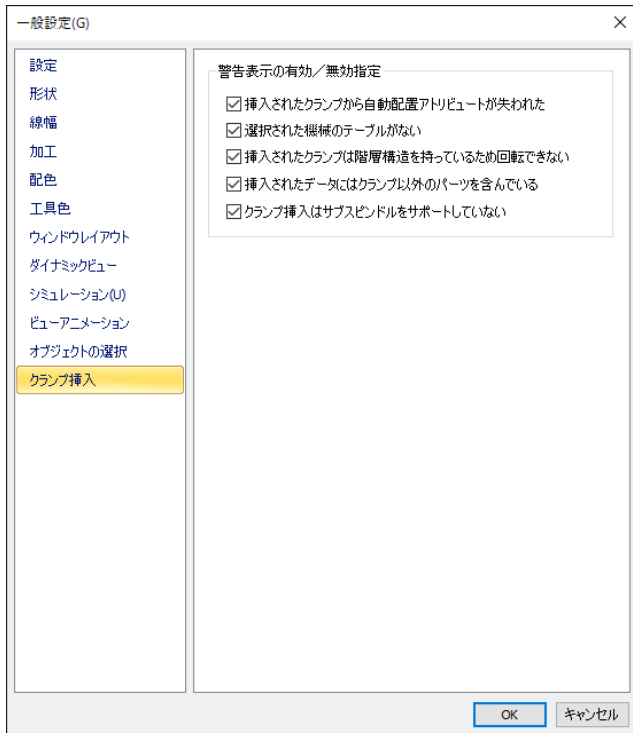 一般設定(G)
設定
形状
線幅
加工
配色
工具色
ウィンドウレイアウト
ダイナミックビュー
シミュレーション(U)
ビューアニメーション
オブジェクトの選択
クランプ挿入
警告表示の有効/無効指定
挿入されたクランプから自動配置アトリビュートが失われた
選択された機械のテーブルがない
挿入されたクランプは階層構造を持っているため回転できない
挿入されたデータにはクランプ以外のパーツを含んでいる
クランプ挿入はサブスピンドルをサポートしていない
OK
キャンセル